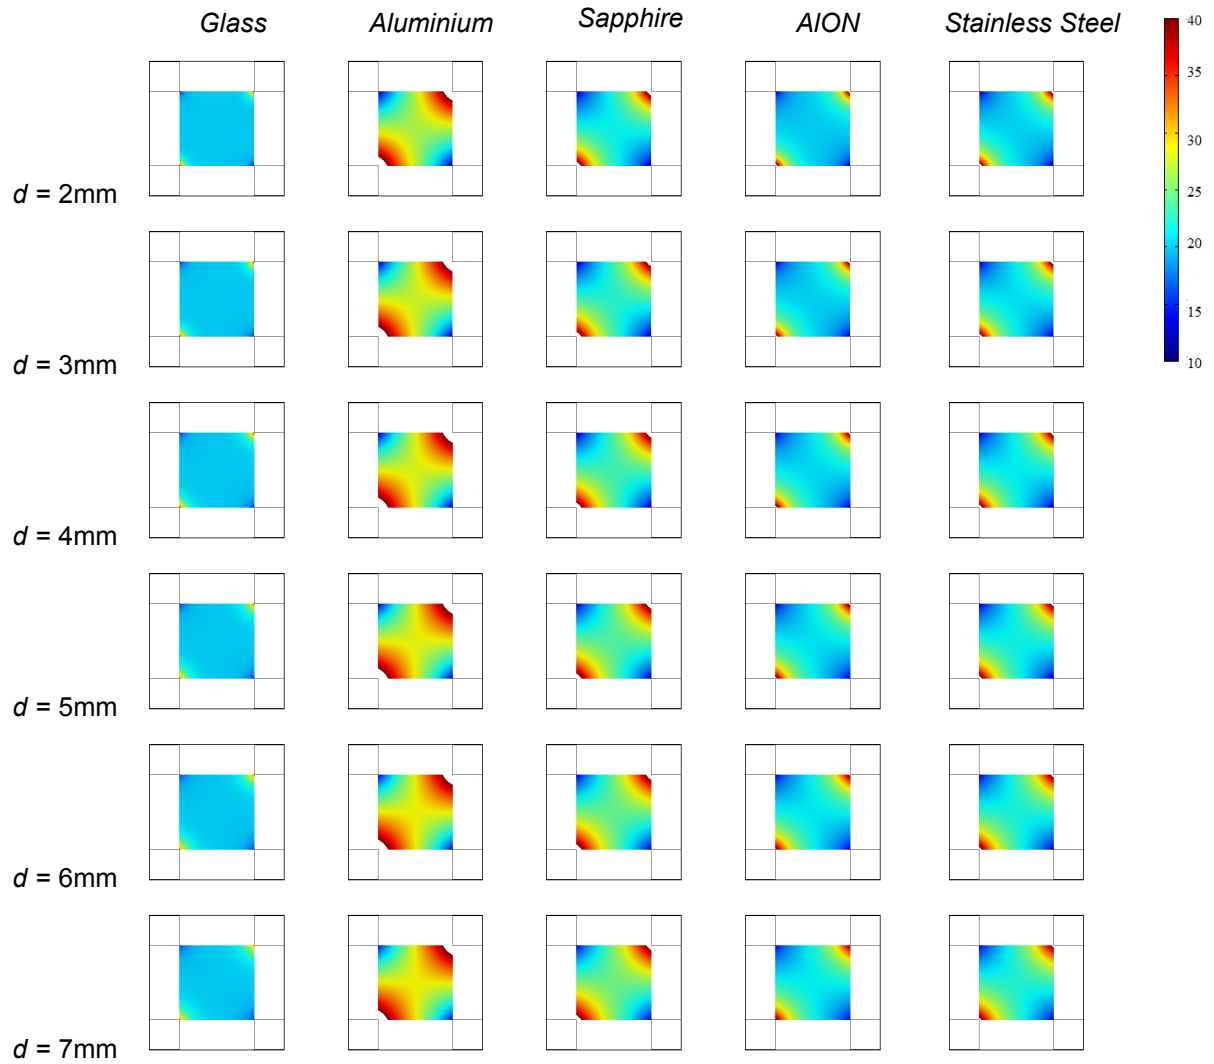 Glass Aluminium Sapphire AlON Stainless Steel
40
35
30
25
20
15
10
d = 2mm
d = 3mm
d = 4mm
d = 5mm
d = 6mm
d = 7mm